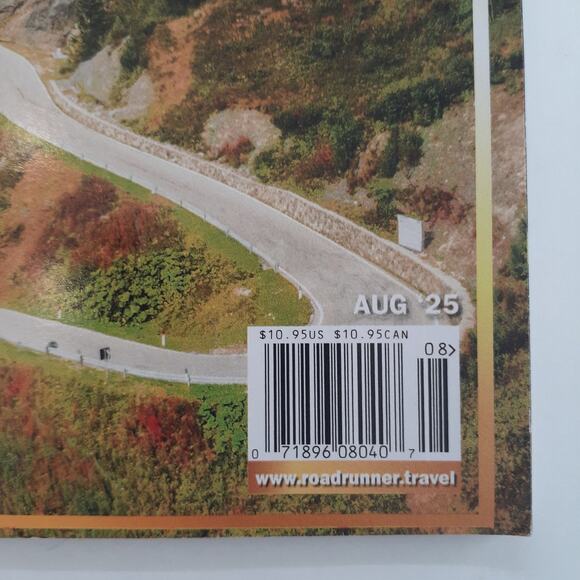 AUG '25
$10.95US $10.95CAN
08>
0 71896 08040 7
www.roadrunner.travel